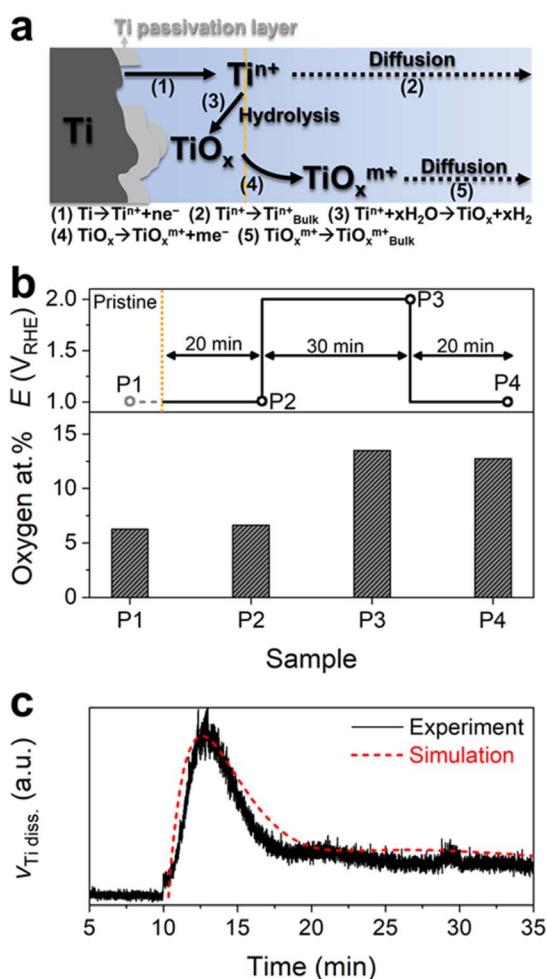 a
Ti passivation layer
Ti
(1)
Tiⁿ⁺
Diffusion
(2)
(3)
Hydrolysis
TiOₓ
(4)
TiOₓᵐ⁺
Diffusion
(5)
(1) Ti→Tiⁿ⁺+ne⁻ (2) Tiⁿ⁺→Tiⁿ⁺Bulk (3) Tiⁿ⁺+xH₂O→TiOₓ+xH₂
(4) TiOₓ→TiOₓᵐ⁺+me⁻ (5) TiOₓᵐ⁺→TiOₓᵐ⁺Bulk
b
E (V_RHE)
2.0
1.5
1.0
Pristine
P3
20 min
30 min
20 min
P1
P2
P4
Oxygen at.%
15
10
5
0
P1 P2 P3 P4
Sample
c
v_Ti diss. (a.u.)
Experiment
Simulation
5 10 15 20 25 30 35
Time (min)